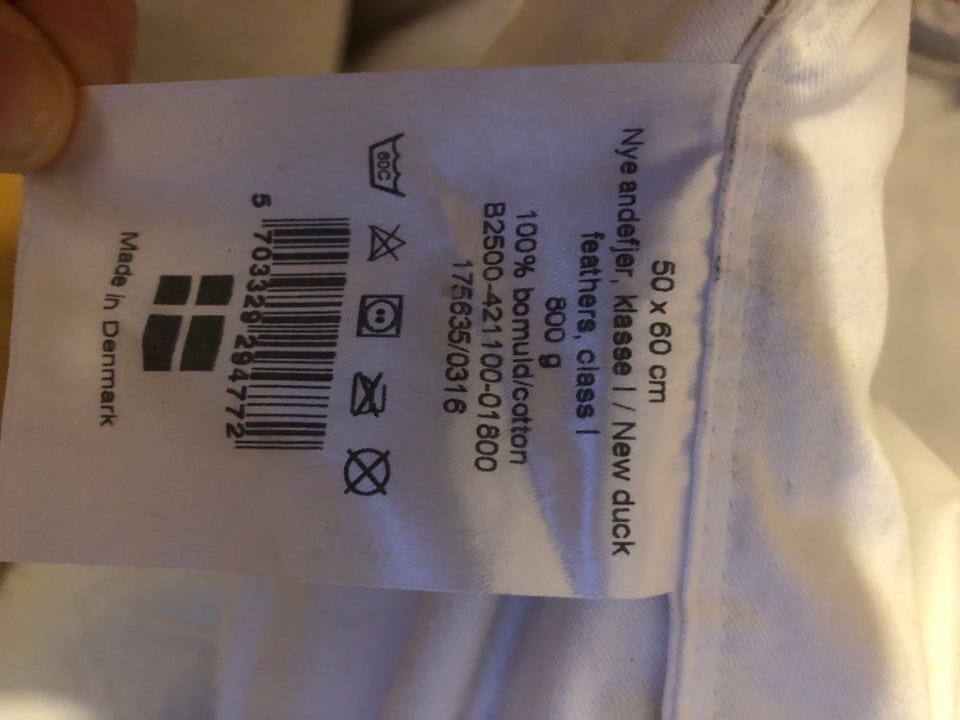 50 x 60 cm
Nye andefjer, klasse I / New duck
feathers, class I
800 g
100% bomuld/cotton
B2500-421100-01800
175635/0316
60C
5 703329 294772
Made in Denmark